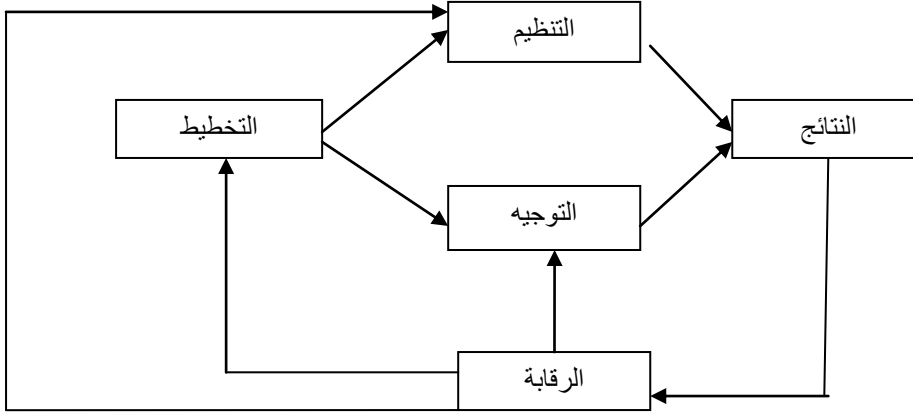 التنظيم
التخطيط
النتائج
التوجيه
الرقابة